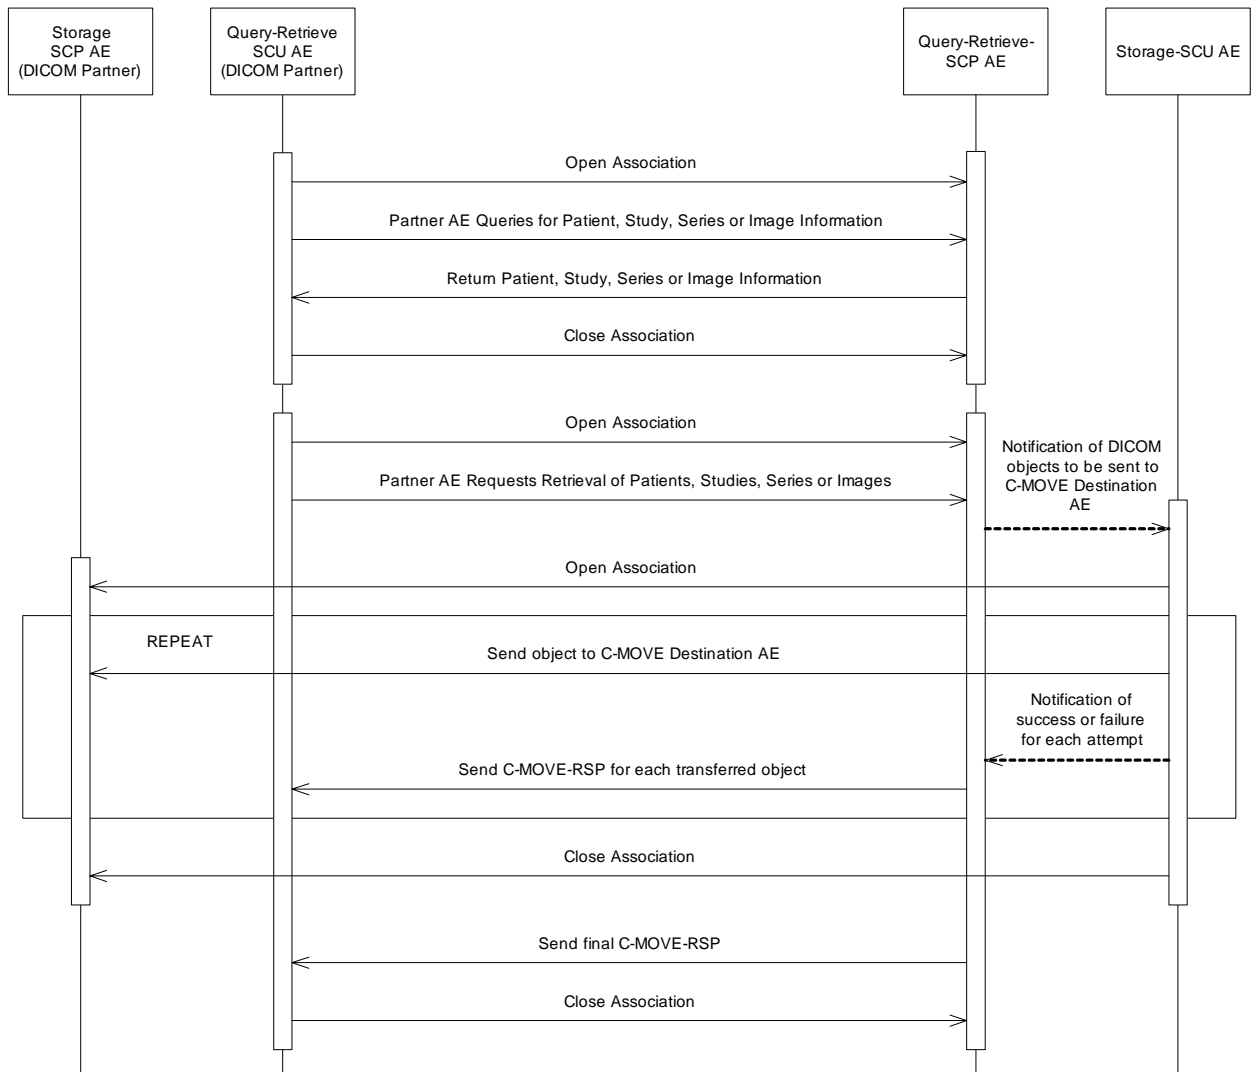 Storage
SCP AE
(DICOM Partner)
Query-Retrieve
SCU AE
(DICOM Partner)
Query-Retrieve-
SCP AE
Storage-SCU AE
Open Association
Partner AE Queries for Patient, Study, Series or Image Information
Return Patient, Study, Series or Image Information
Close Association
Open Association
Notification of DICOM
objects to be sent to
C-MOVE Destination
AE
Partner AE Requests Retrieval of Patients, Studies, Series or Images
Open Association
REPEAT
Send object to C-MOVE Destination AE
Notification of
success or failure
for each attempt
Send C-MOVE-RSP for each transferred object
Close Association
Send final C-MOVE-RSP
Close Association